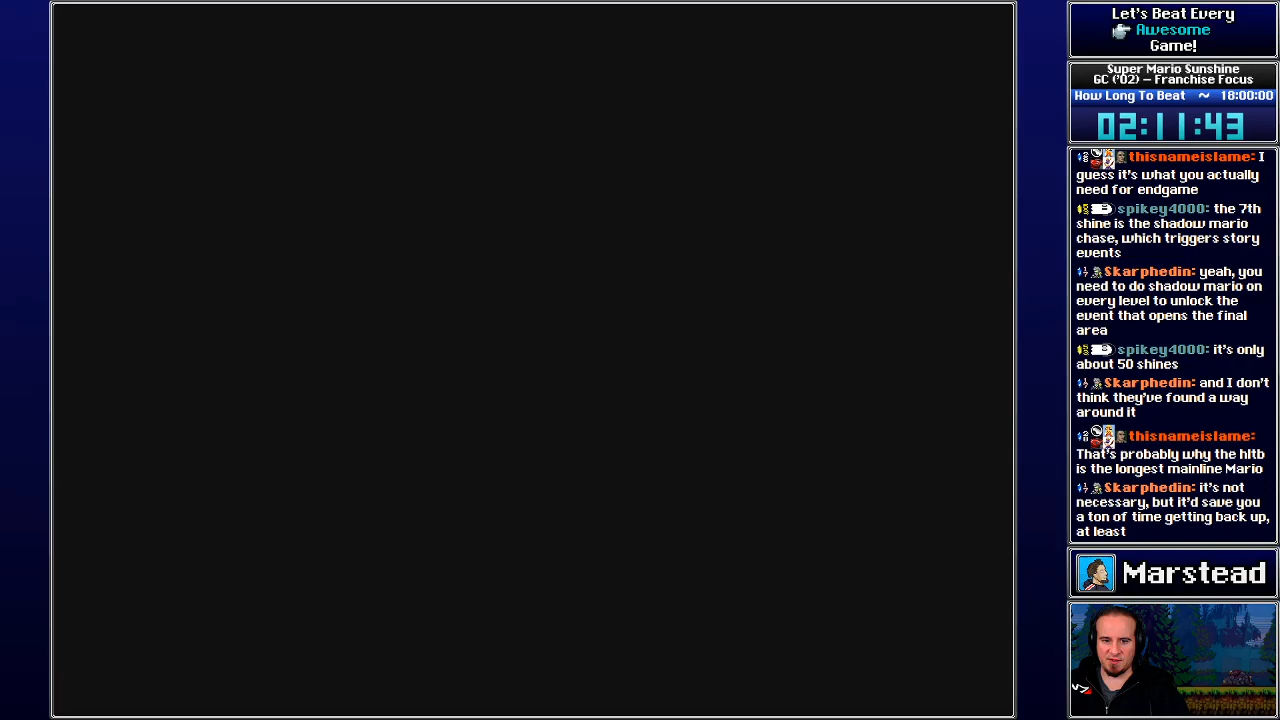 Let's Beat Every
Awesome
Game!
Super Mario Sunshine
GC ('02) – Franchise Focus
How Long To Beat ~ 18:00:00
02:11:43
thisnameislame: I
guess it's what you actually
need for endgame
spikey4000: the 7th
shine is the shadow mario
chase, which triggers story
events
Skarphedin: yeah, you
need to do shadow mario on
every level to unlock the
event that opens the final
area
spikey4000: it's only
about 50 shines
Skarphedin: and I don't
think they've found a way
around it
thisnameislame:
That's probably why the hltb
is the longest mainline Mario
Skarphedin: it's not
necessary, but it'd save you
a ton of time getting back up,
at least
Marstead